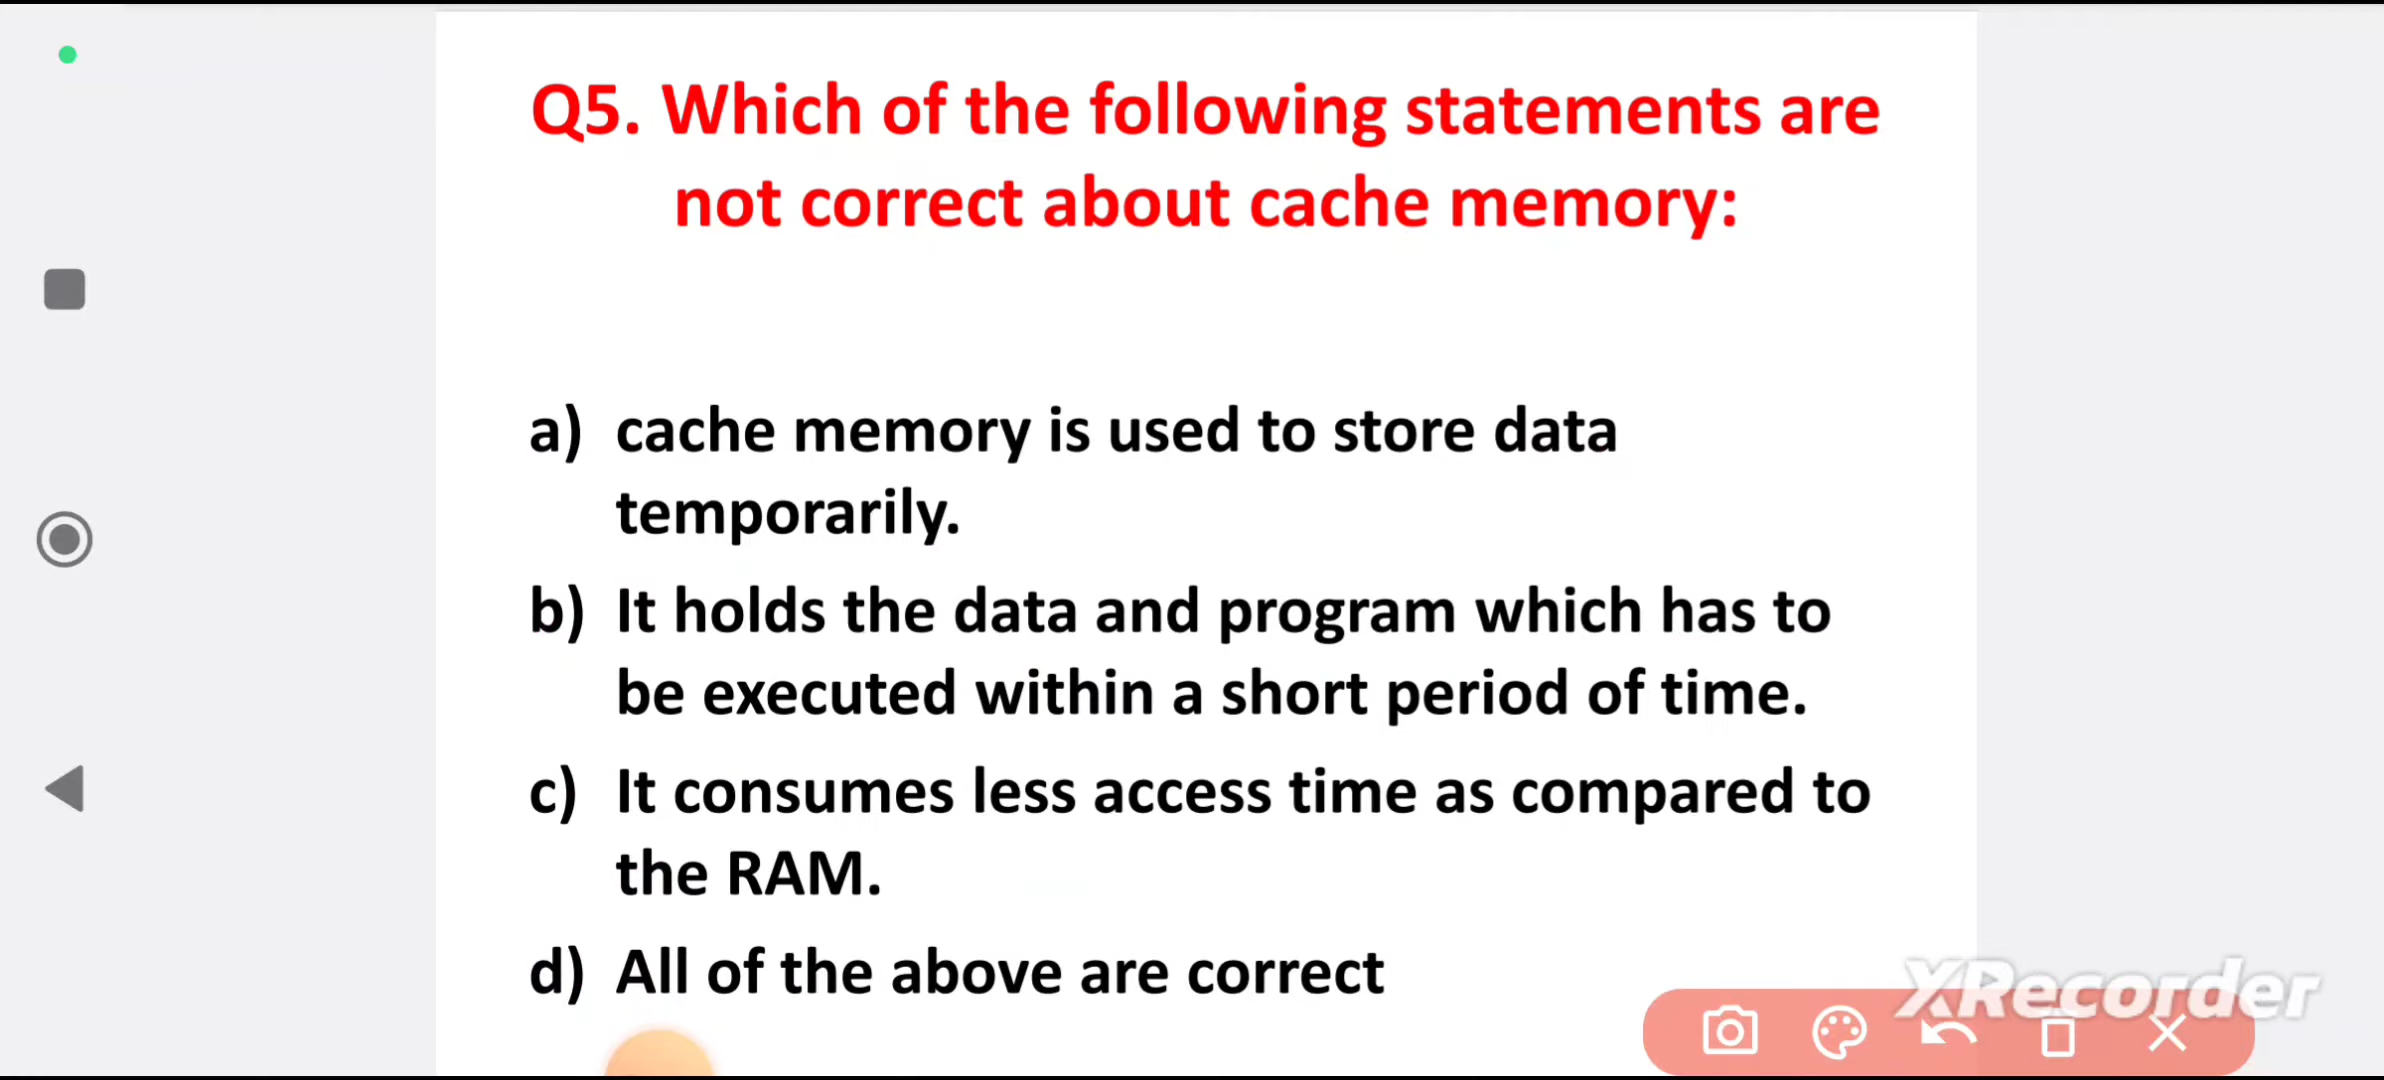 Q5. Which of the following statements are
not correct about cache memory:
a) cache memory is used to store data
temporarily.
b) It holds the data and program which has to
be executed within a short period of time.
c) It consumes less access time as compared to
the RAM.
d) All of the above are correct
XRecorder